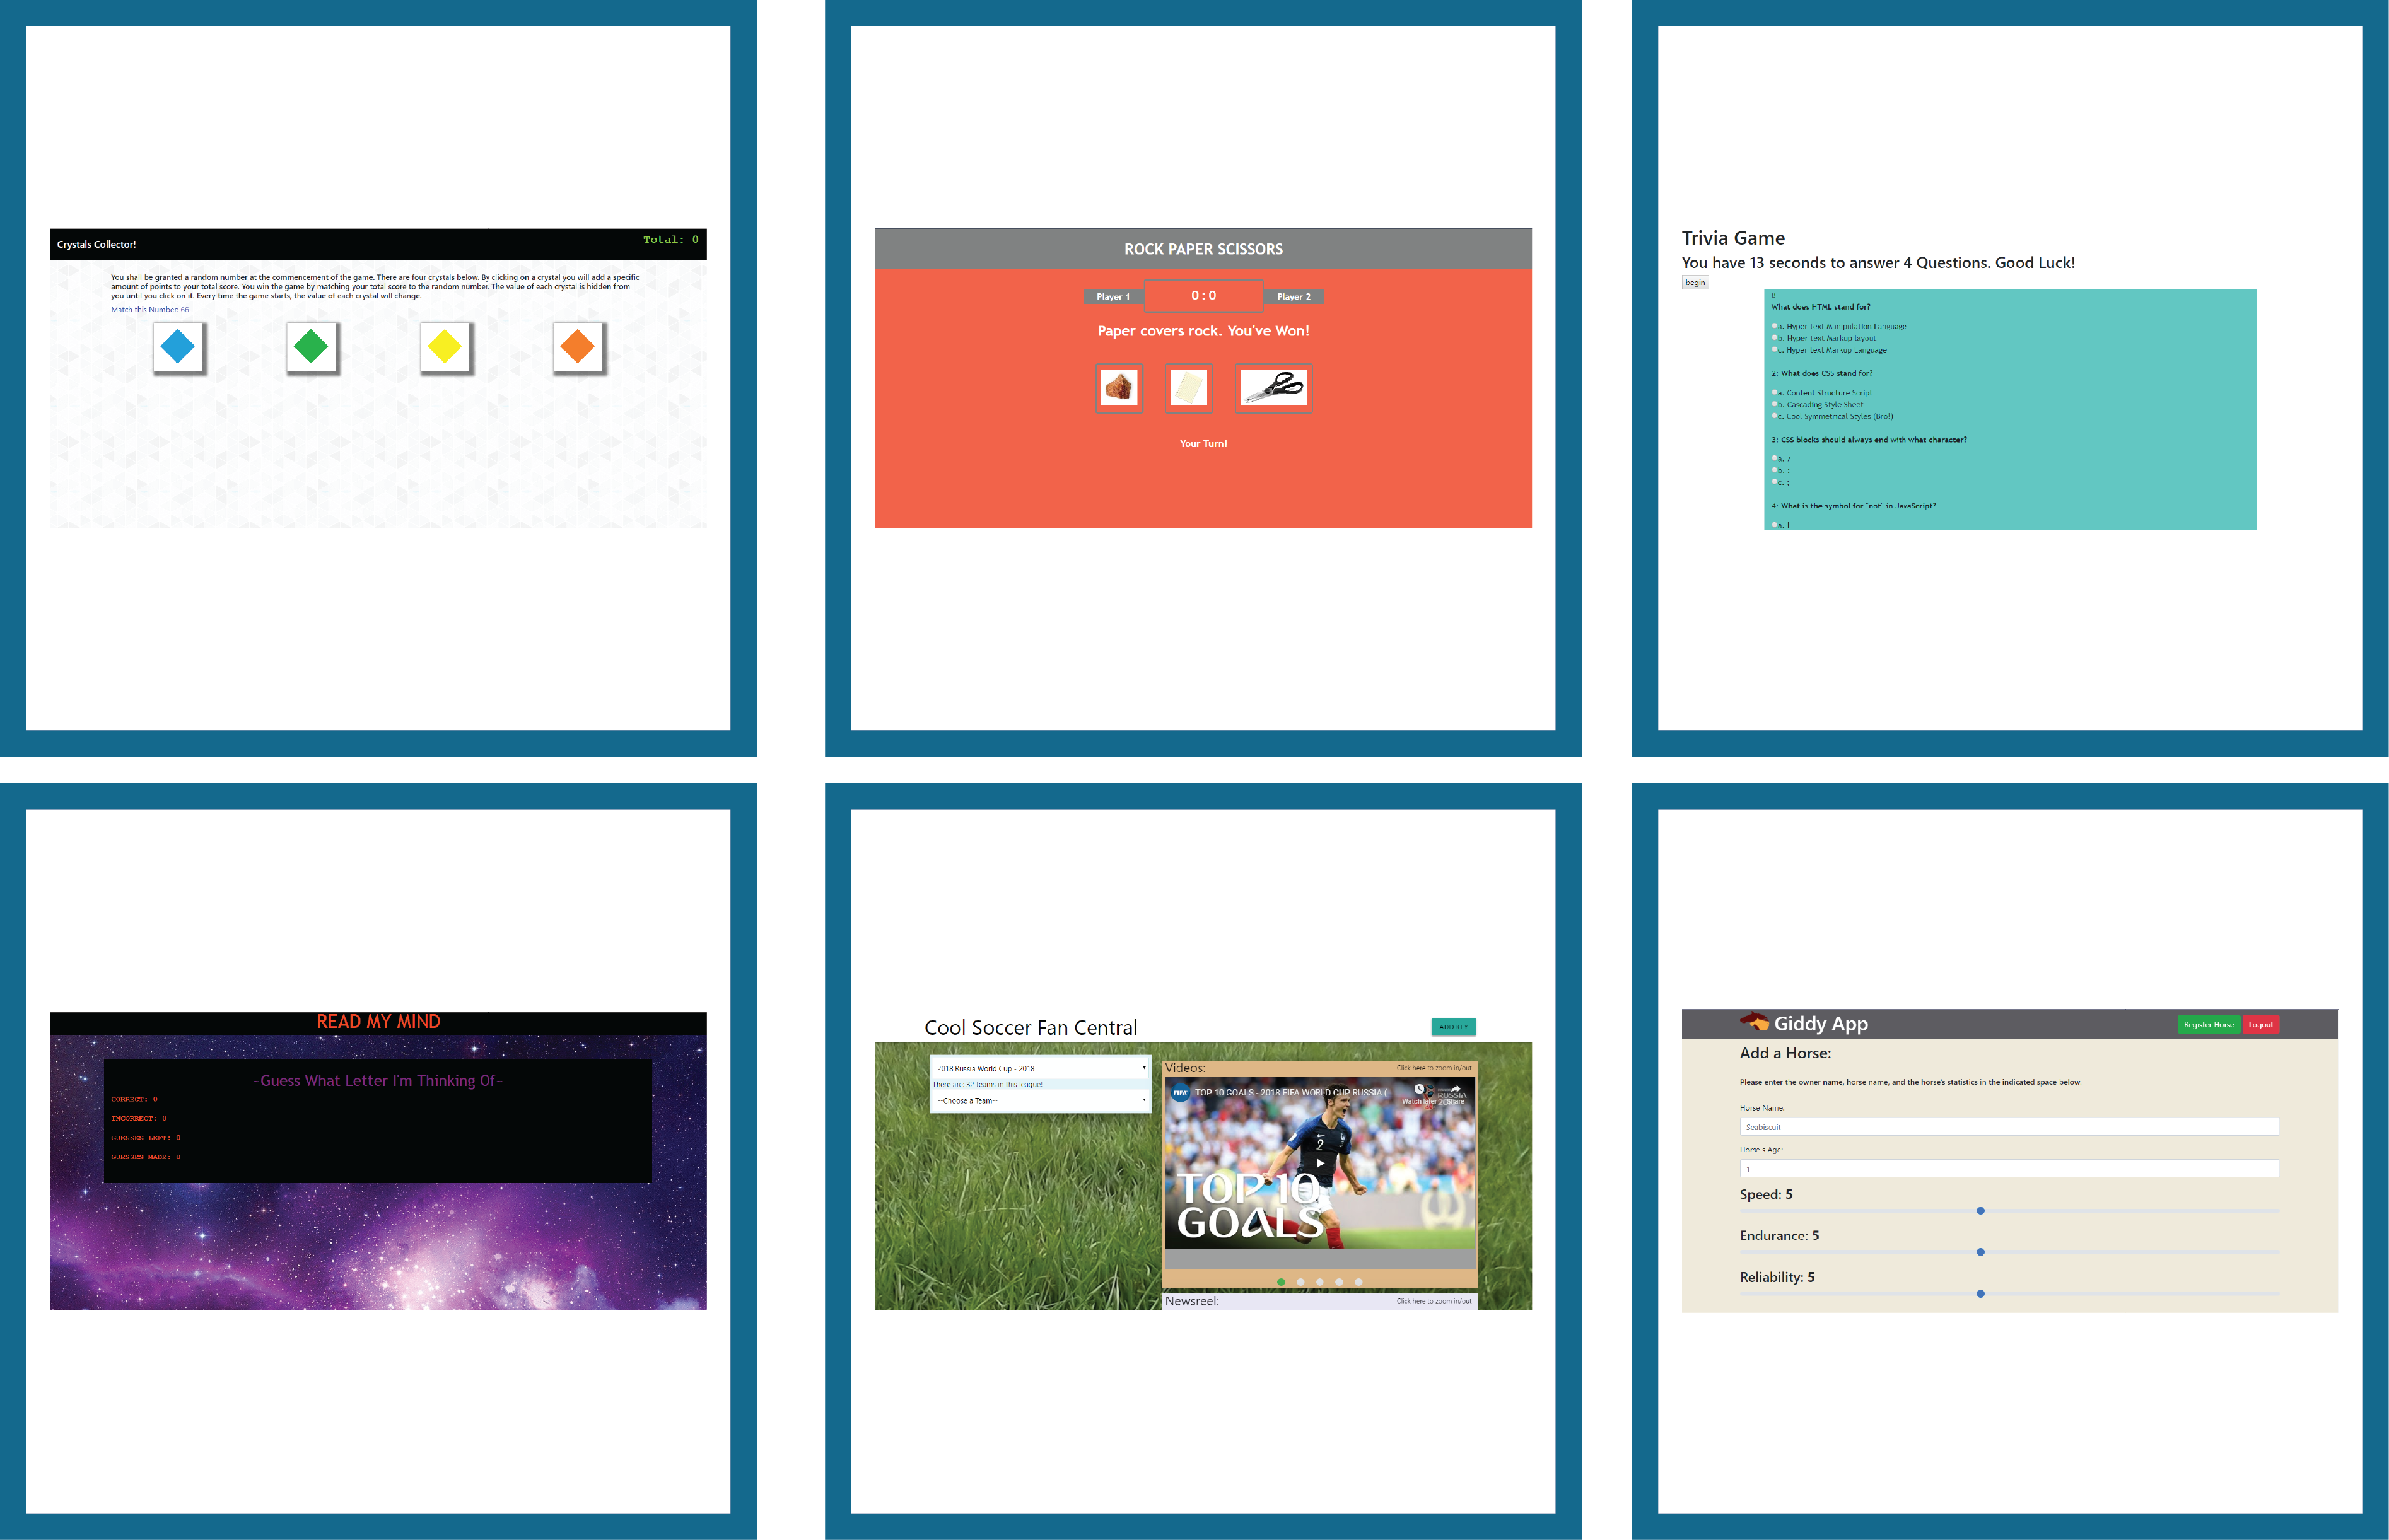 Crystals Collector!
Total: 0
You shall be granted a random number at the commencement of the game. There are four crystals below. By clicking on a crystal you will add a specific
amount of points to your total score. You win the game by matching your total score to the random number. The value of each crystal is hidden from
you until you click on it. Every time the game starts, the value of each crystal will change.
Match this Number: 66
ROCK PAPER SCISSORS
Player 1
0 : 0
Player 2
Paper covers rock. You've Won!
Your Turn!
Trivia Game
You have 13 seconds to answer 4 Questions. Good Luck!
begin
8
What does HTML stand for?
a. Hyper text Manipulation Language
b. Hyper text Markup layout
c. Hyper text Markup Language
2: What does CSS stand for?
a. Content Structure Script
b. Cascading Style Sheet
c. Cool Symmetrical Styles (Bro!)
3: CSS blocks should always end with what character?
a. /
b. :
c. ;
4: What is the symbol for "not" in JavaScript?
a. !
READ MY MIND
~Guess What Letter I'm Thinking Of~
CORRECT: 0
INCORRECT: 0
GUESSES LEFT: 0
GUESSES MADE: 0
Cool Soccer Fan Central
ADD KEY
2018 Russia World Cup - 2018
There are: 32 teams in this league!
--Choose a Team--
Videos:
Click here to zoom in/out
FIFA
TOP 10 GOALS - 2018 FIFA WORLD CUP RUSSIA (...
Watch later
Share
RUSSIA
2
TOP 10
GOALS
Newsreel:
Click here to zoom in/out
Giddy App
Register Horse
Logout
Add a Horse:
Please enter the owner name, horse name, and the horse's statistics in the indicated space below.
Horse Name:
Seabiscuit
Horse's Age:
1
Speed: 5
Endurance: 5
Reliability: 5